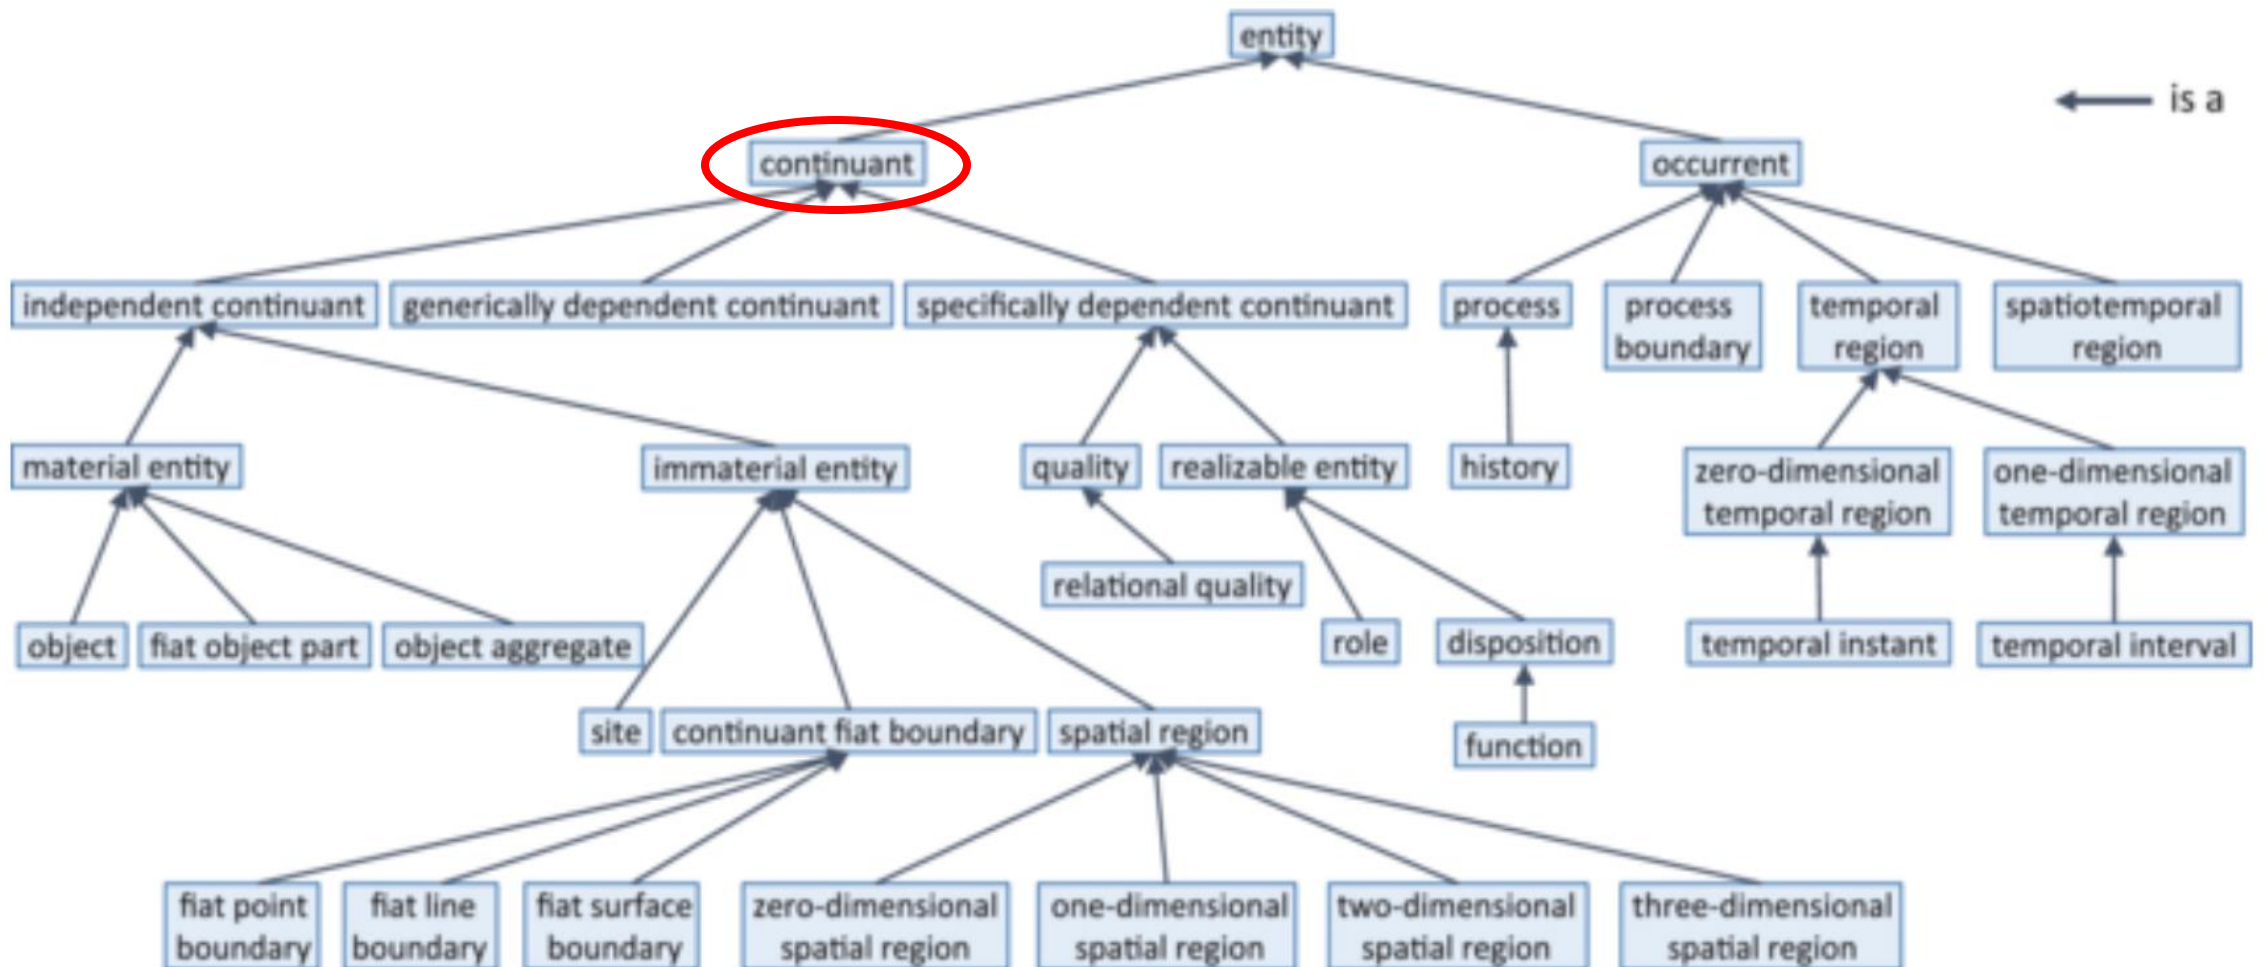 entity
is a
continuant
occurrent
independent continuant
generically dependent continuant
specifically dependent continuant
process
process
boundary
temporal
region
spatiotemporal
region
material entity
immaterial entity
quality
realizable entity
history
zero-dimensional
temporal region
one-dimensional
temporal region
relational quality
object
fiat object part
object aggregate
role
disposition
temporal instant
temporal interval
site
continuant fiat boundary
spatial region
function
fiat point
boundary
fiat line
boundary
fiat surface
boundary
zero-dimensional
spatial region
one-dimensional
spatial region
two-dimensional
spatial region
three-dimensional
spatial region